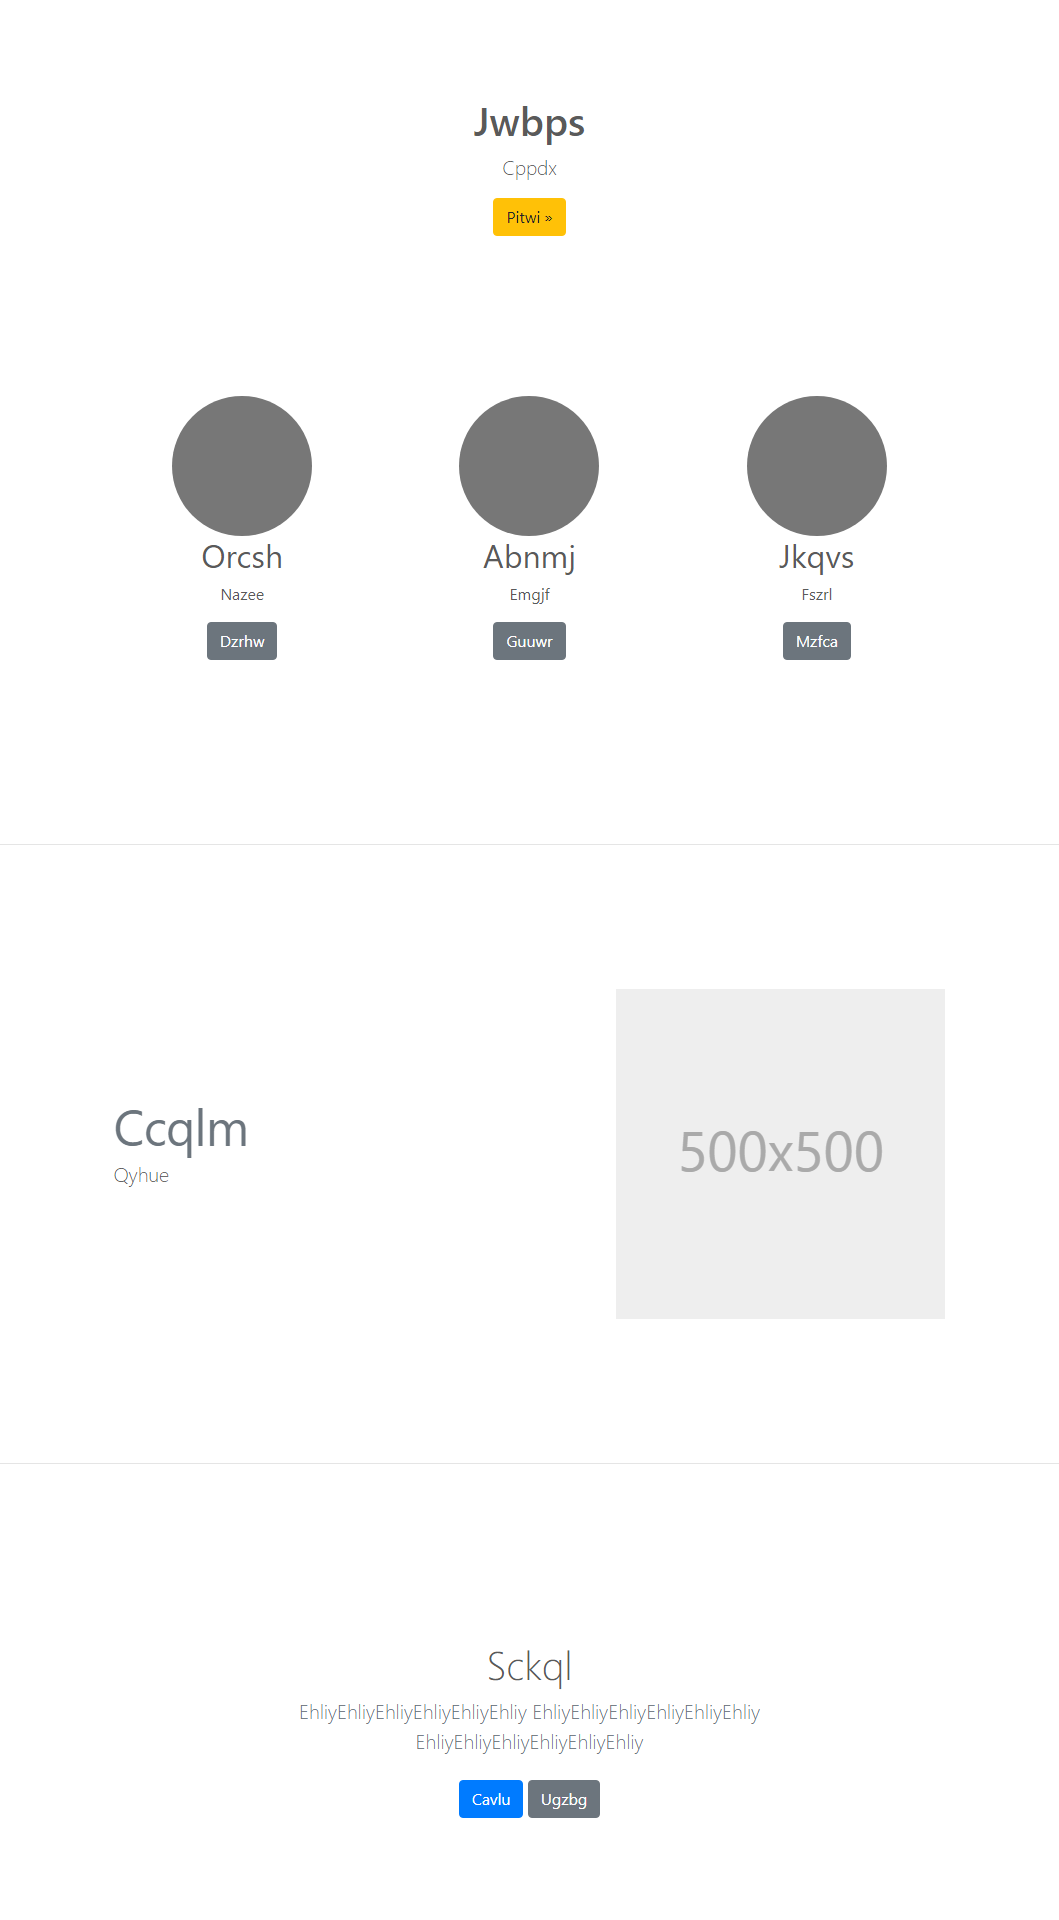 Jwbps
Cppdx
Pitwi »
Orcsh
Abnmj
Jkqvs
Nazee
Emgjf
Fszrl
Dzrhw
Guuwr
Mzfca
Ccqlm
Qyhue
500x500
Sckql
EhliyEhliyEhliyEhliyEhliyEhliy EhliyEhliyEhliyEhliyEhliyEhliy
EhliyEhliyEhliyEhliyEhliyEhliy
Cavlu
Ugzbg